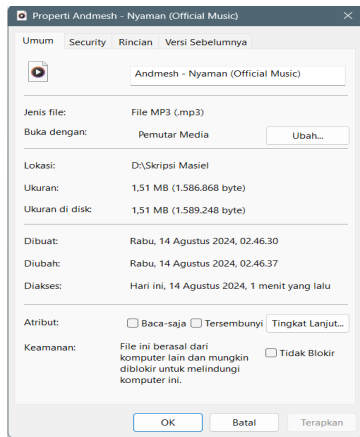 Properti Andmesh - Nyaman (Official Music)
Umum Security Rincian Versi Sebelumnya
Andmesh - Nyaman (Official Music)
Jenis file: File MP3 (.mp3)
Buka dengan: Pemutar Media Ubah...
Lokasi: D:\Skripsi Masiel
Ukuran: 1,51 MB (1.586.868 byte)
Ukuran di disk: 1,51 MB (1.589.248 byte)
Dibuat: Rabu, 14 Agustus 2024, 02.46.30
Diubah: Rabu, 14 Agustus 2024, 02.46.37
Diakses: Hari ini, 14 Agustus 2024, 1 menit yang lalu
Atribut: Baca-saja Tersembunyi Tingkat Lanjut...
Keamanan: File ini berasal dari
komputer lain dan mungkin Tidak Blokir
diblokir untuk melindungi
komputer ini.
OK Batal Terapkan